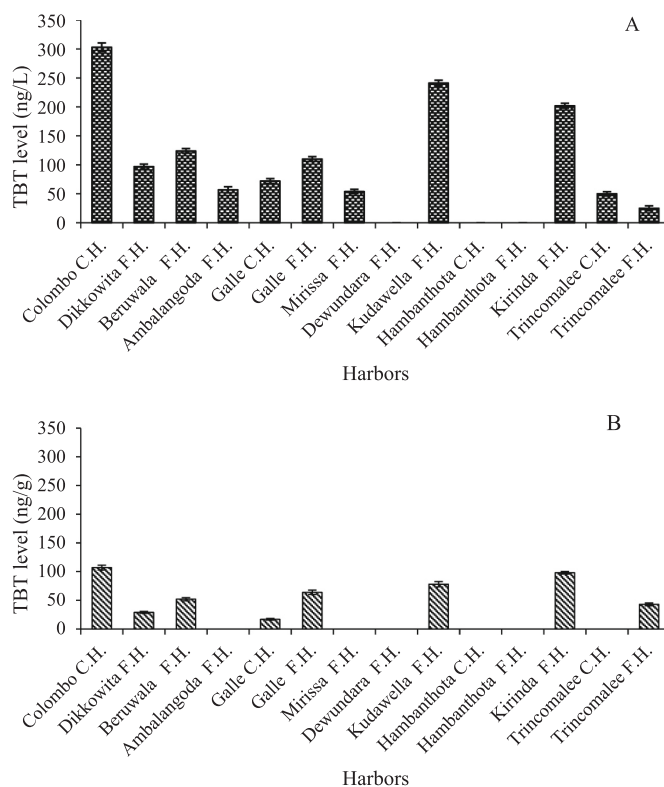 A
TBT level (ng/L)
350
300
250
200
150
100
50
0
Colombo C.H.
Dikkowita F.H.
Beruwala F.H.
Ambalangoda F.H.
Galle C.H.
Galle F.H.
Mirissa F.H.
Dewundara F.H.
Kudawella F.H.
Hambanthota C.H.
Hambanthota F.H.
Kirinda F.H.
Trincomalee C.H.
Trincomalee F.H.
Harbors
B
TBT level (ng/g)
350
300
250
200
150
100
50
0
Colombo C.H.
Dikkowita F.H.
Beruwala F.H.
Ambalangoda F.H.
Galle C.H.
Galle F.H.
Mirissa F.H.
Dewundara F.H.
Kudawella F.H.
Hambanthota C.H.
Hambanthota F.H.
Kirinda F.H.
Trincomalee C.H.
Trincomalee F.H.
Harbors